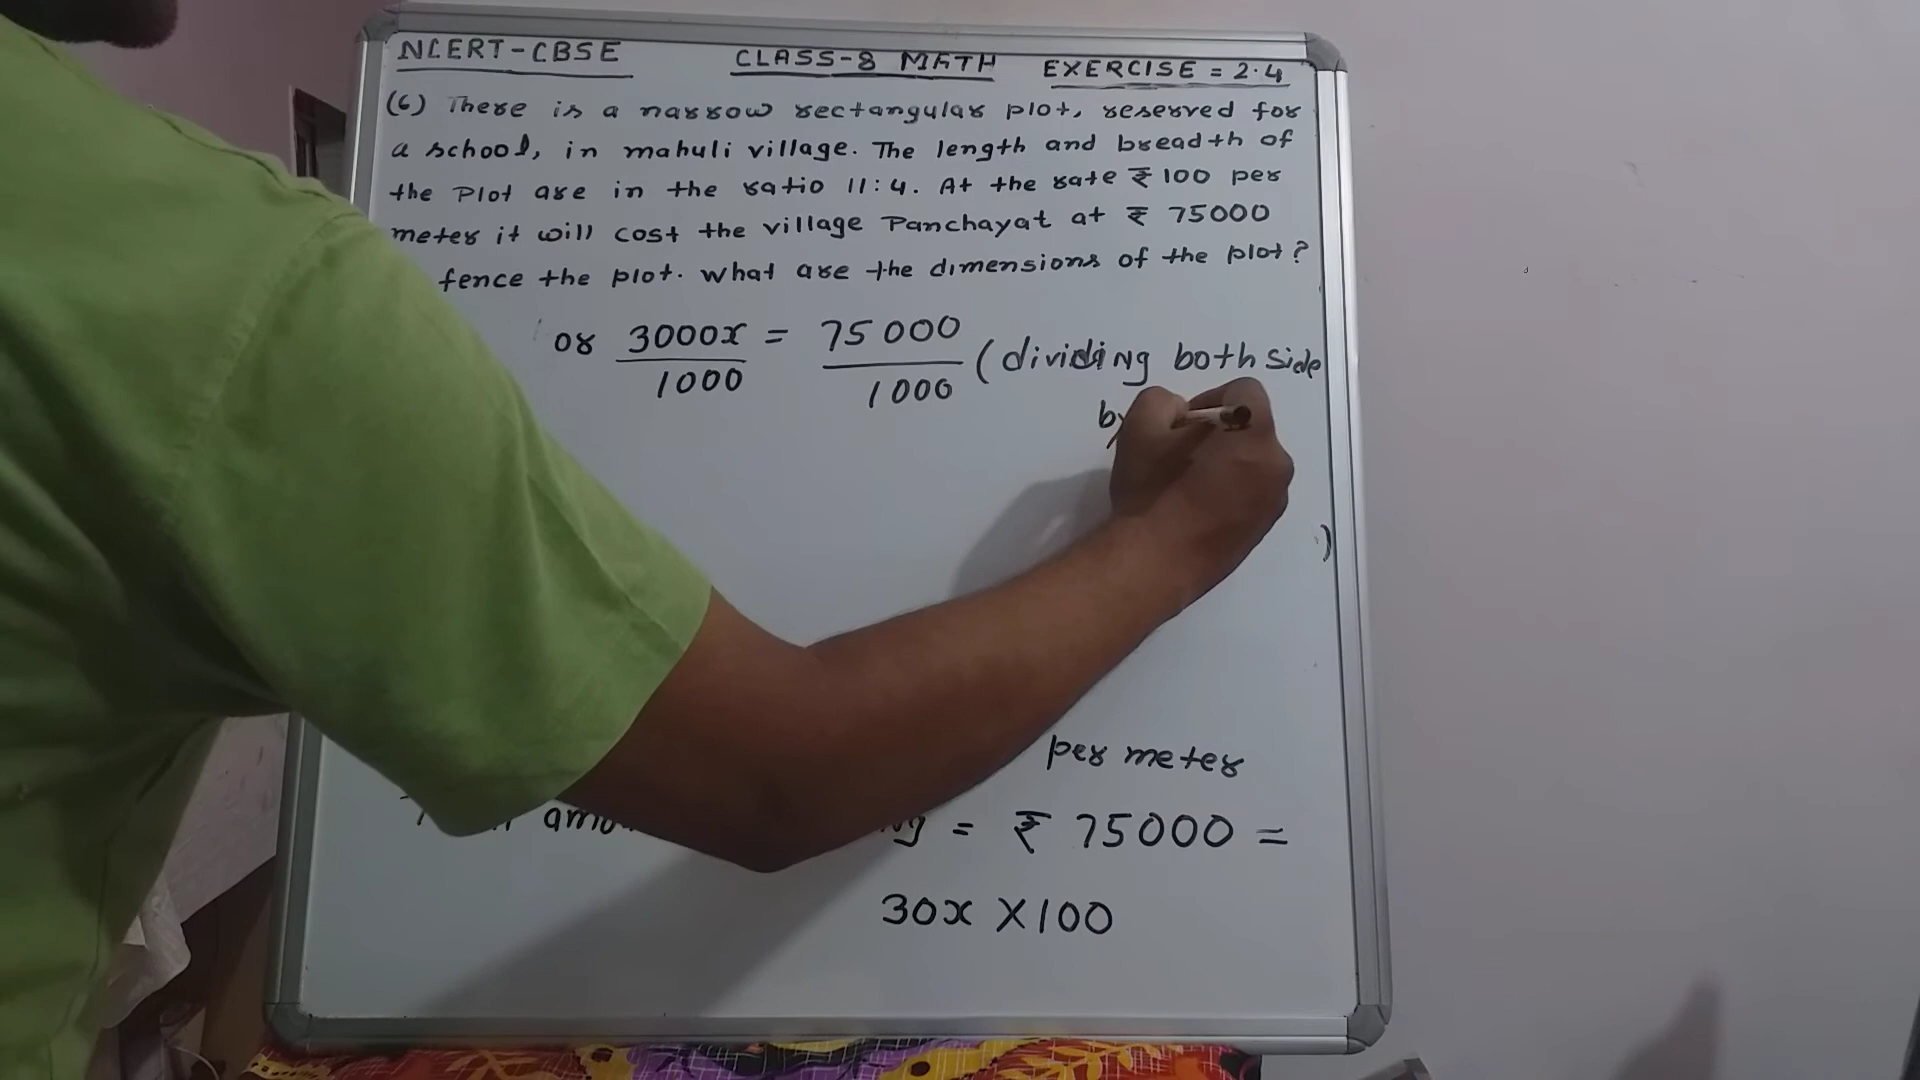 NCERT-CBSE CLASS-8 MATH EXERCISE = 2.4
(6) There is a narrow rectangular plot, reserved for
a school, in mahuli village. The length and breadth of
the Plot are in the ratio 11:4. At the rate ₹ 100 per
meter it will cost the village Panchayat at ₹ 75000
fence the plot. What are the dimensions of the plot?
or 3000x/1000 = 75000/1000 (dividing both side
by
)
per meter
= ₹ 75000 =
30x X 100